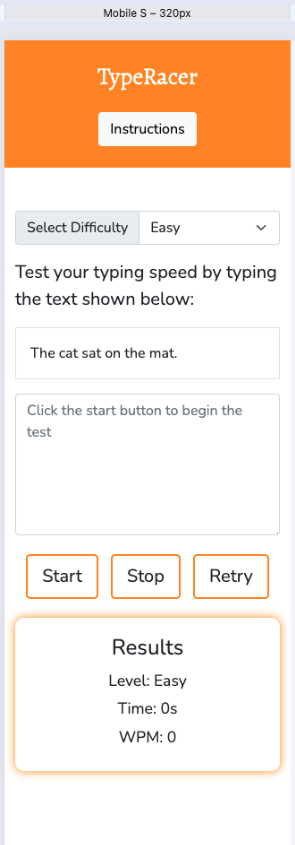 Mobile S – 320px
TypeRacer
Instructions
Select Difficulty Easy
Test your typing speed by typing
the text shown below:
The cat sat on the mat.
Click the start button to begin the
test
Start Stop Retry
Results
Level: Easy
Time: 0s
WPM: 0